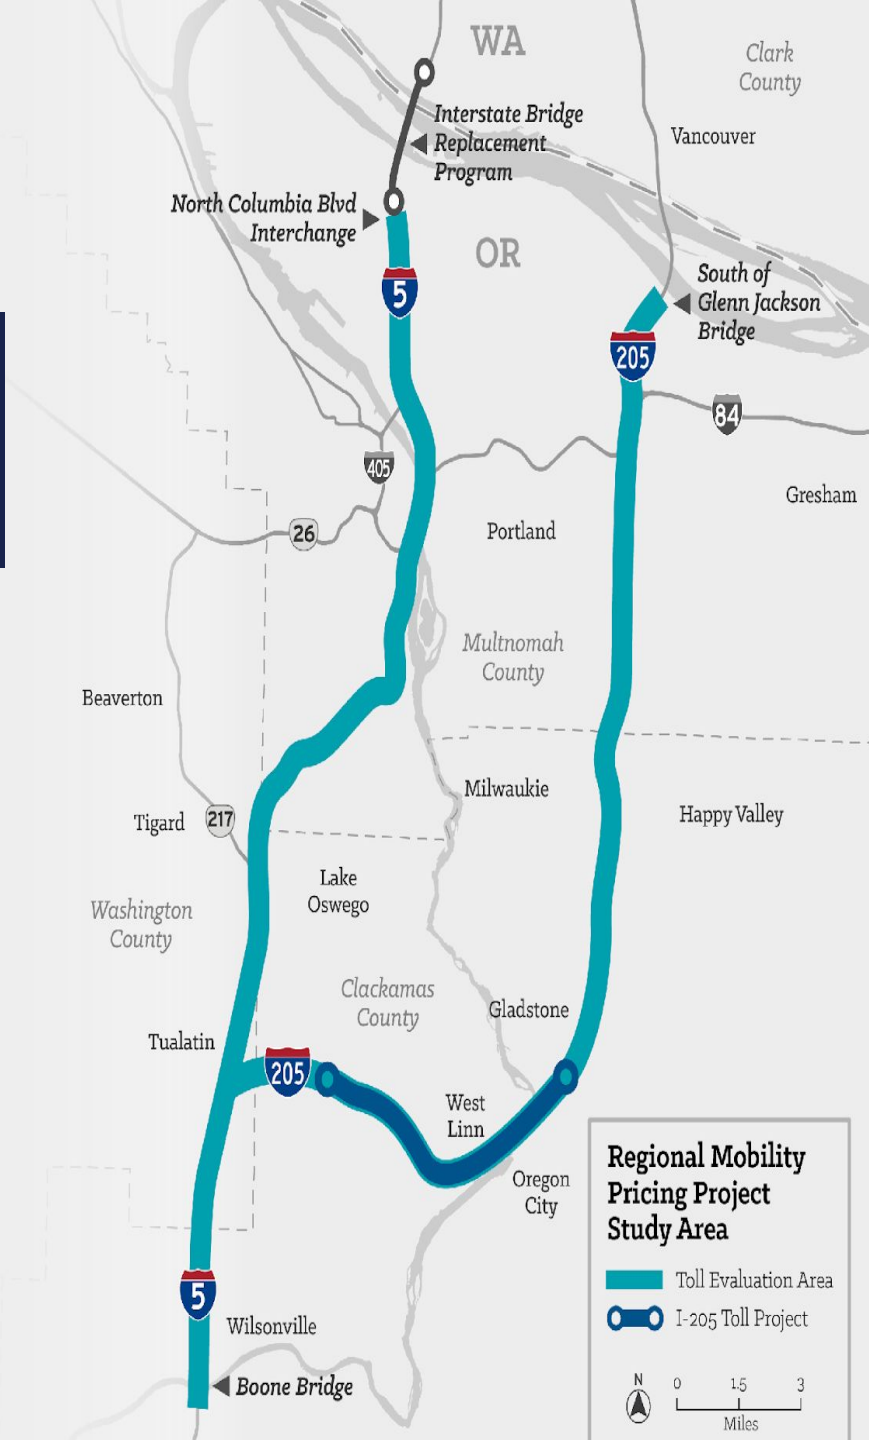 WA
Clark
County
Interstate Bridge
Replacement
Program
Vancouver
North Columbia Blvd
Interchange
OR
5
South of
Glenn Jackson
Bridge
205
84
405
Gresham
26
Portland
Multnomah
County
Beaverton
Milwaukie
Happy Valley
Tigard
217
Lake
Oswego
Washington
County
Clackamas
County
Gladstone
Tualatin
205
West
Linn
Oregon
City
5
Wilsonville
Boone Bridge
Regional Mobility
Pricing Project
Study Area
Toll Evaluation Area
I-205 Toll Project
N
0 1.5 3
Miles